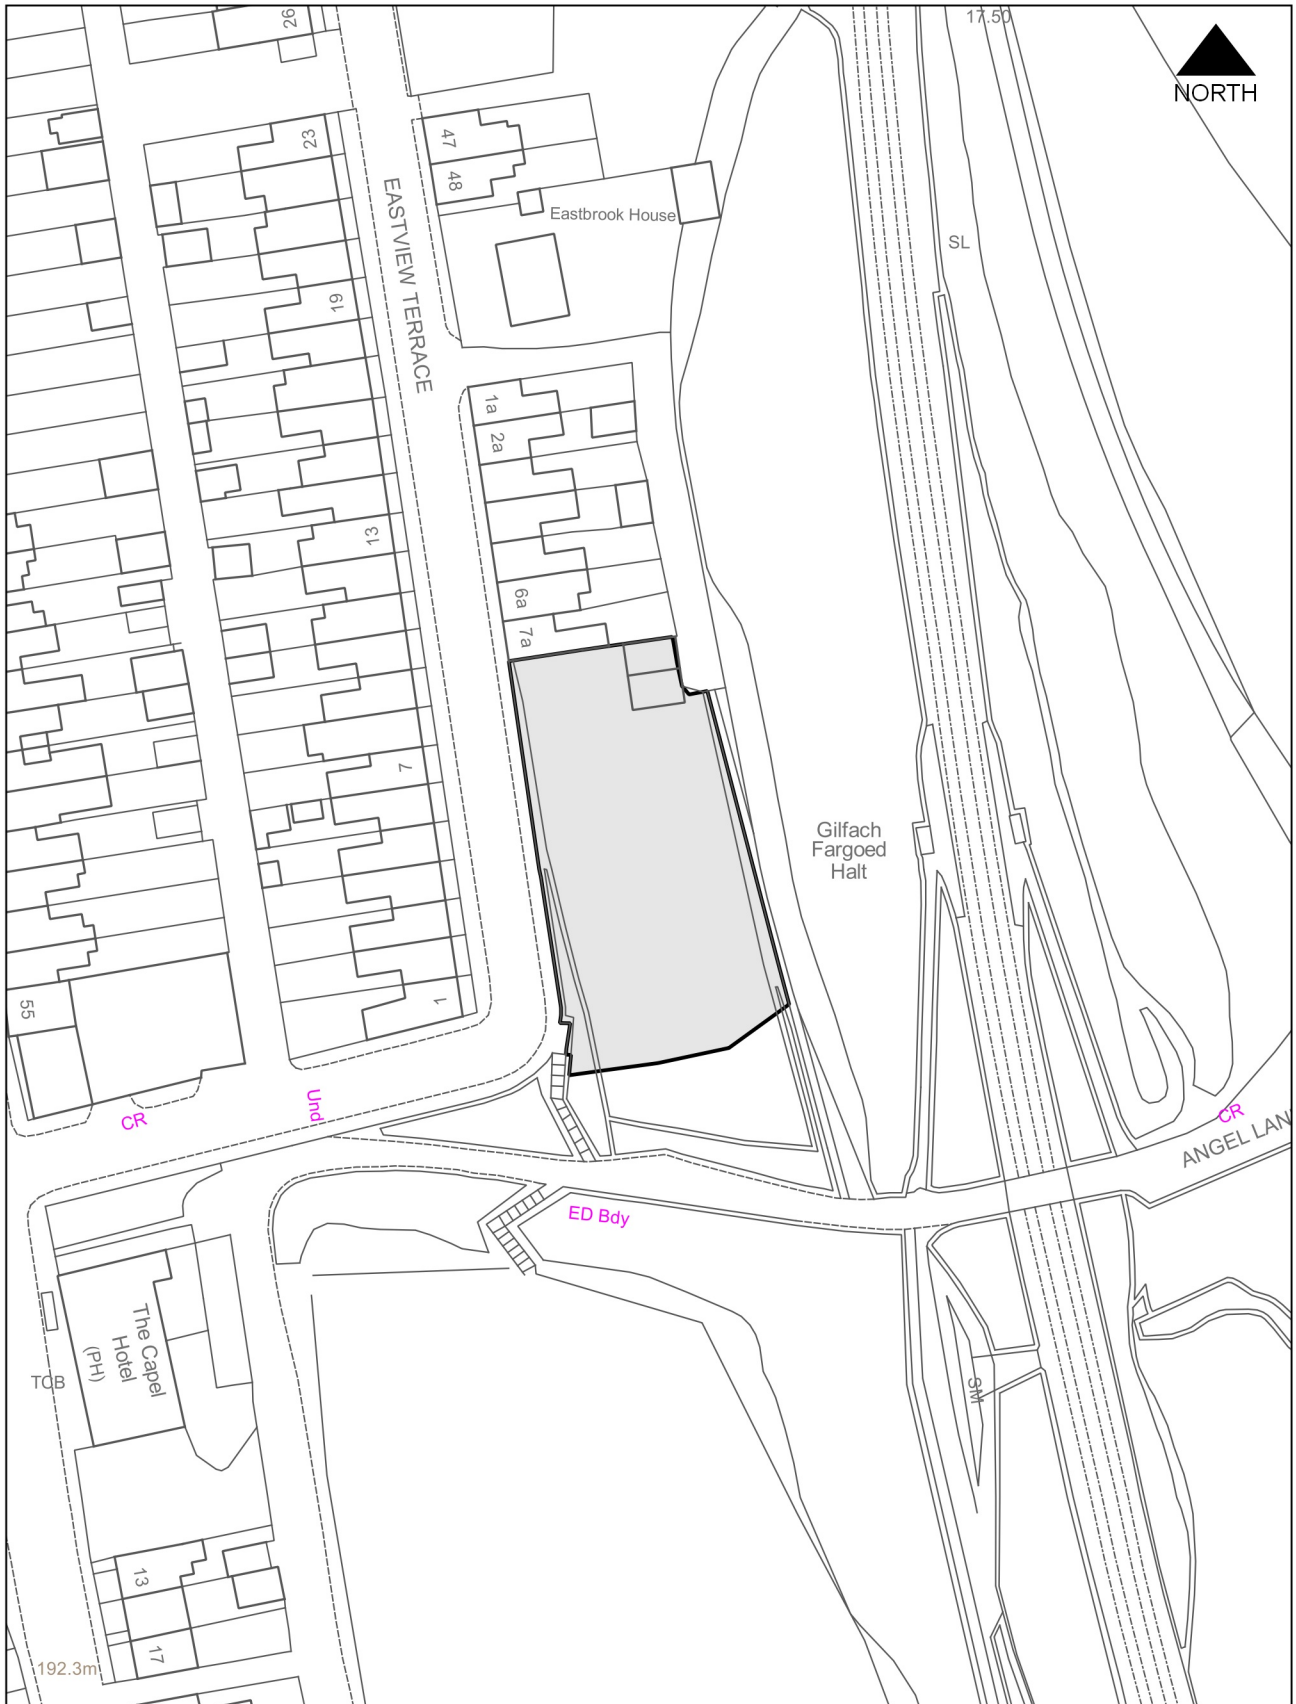 26
17.50
NORTH
23
47
48
EASTVIEW TERRACE
Eastbrook House
SL
19
1a
2a
13
6a
7a
7
Gilfach
Fargoed
Halt
1
55
CR
Und
CR
ANGEL LAN
ED Bdy
The Capel
Hotel
(PH)
TCB
SM
13
17
192.3m